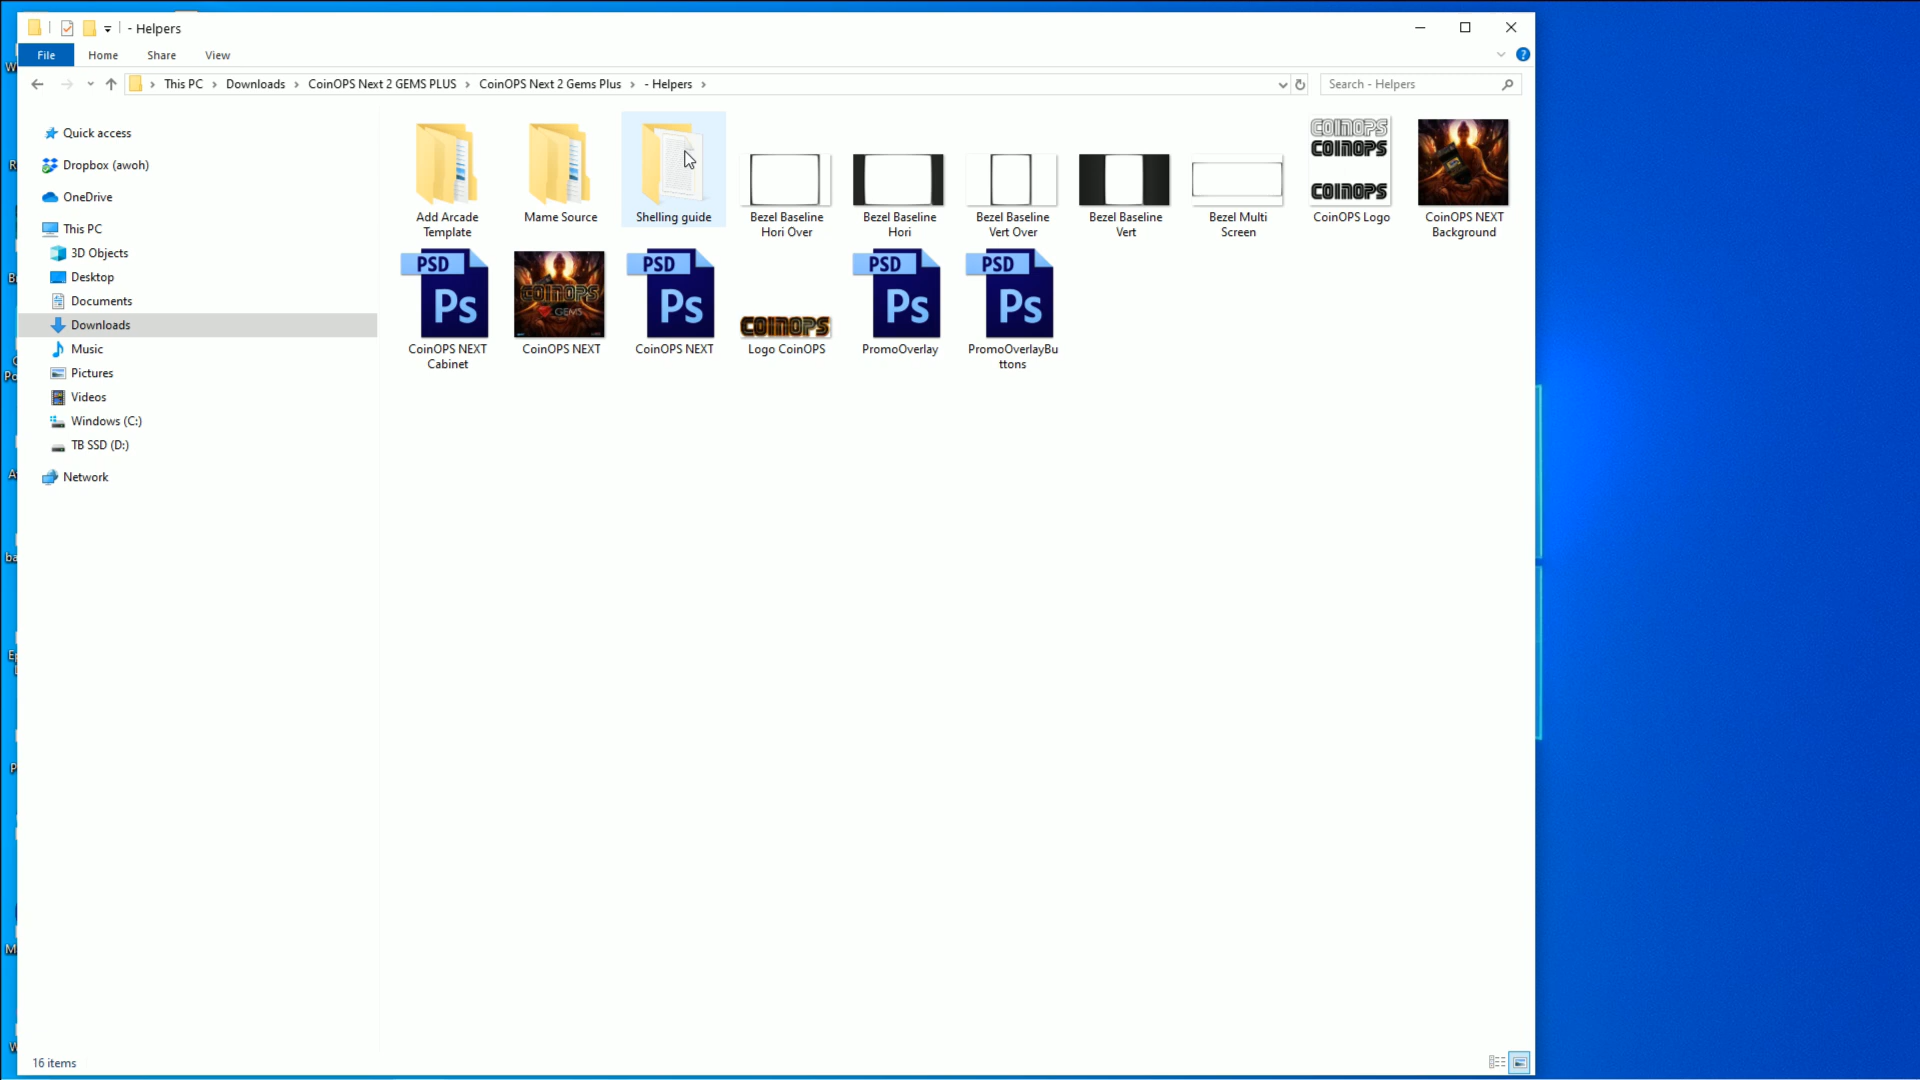 - Helpers
File
Home
Share
View
This PC
Downloads
CoinOPS Next 2 GEMS PLUS
CoinOPS Next 2 Gems Plus
- Helpers
Search - Helpers
Quick access
Dropbox (awoh)
OneDrive
This PC
3D Objects
Desktop
Documents
Downloads
Music
Pictures
Videos
Windows (C:)
TB SSD (D:)
Network
Add Arcade
Template
Mame Source
Shelling guide
Bezel Baseline
Hori Over
Bezel Baseline
Hori
Bezel Baseline
Vert Over
Bezel Baseline
Vert
Bezel Multi
Screen
COINOPS
COINOPS
COINOPS
CoinOPS Logo
CoinOPS NEXT
Background
PSD
Ps
CoinOPS NEXT
Cabinet
COINOPS
GEMS
CoinOPS NEXT
PSD
Ps
CoinOPS NEXT
COINOPS
Logo CoinOPS
PSD
Ps
PromoOverlay
PSD
Ps
PromoOverlayBu
ttons
16 items